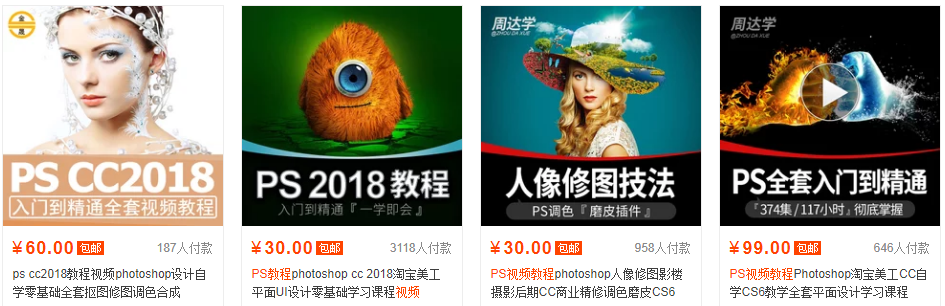 金晟
PS CC2018
入门到精通全套视频教程
￥60.00 包邮 187人付款
ps cc2018教程视频photoshop设计自
学零基础全套抠图修图调色合成
PS 2018 教程
入门到精通『 一学即会 』
￥30.00 包邮 3118人付款
PS教程photoshop cc 2018淘宝美工
平面UI设计零基础学习课程视频
周达学
@ZHOU DA XUE
人像修图技法
PS调色『 磨皮插件 』
￥30.00 包邮 958人付款
PS视频教程photoshop人像修图影楼
摄影后期CC商业精修调色磨皮CS6
周达学
@ZHOU DA XUE
PS全套入门到精通
『374集 / 117小时』彻底掌握
￥99.00 包邮 646人付款
PS视频教程Photoshop淘宝美工CC自
学CS6教学全套平面设计学习课程